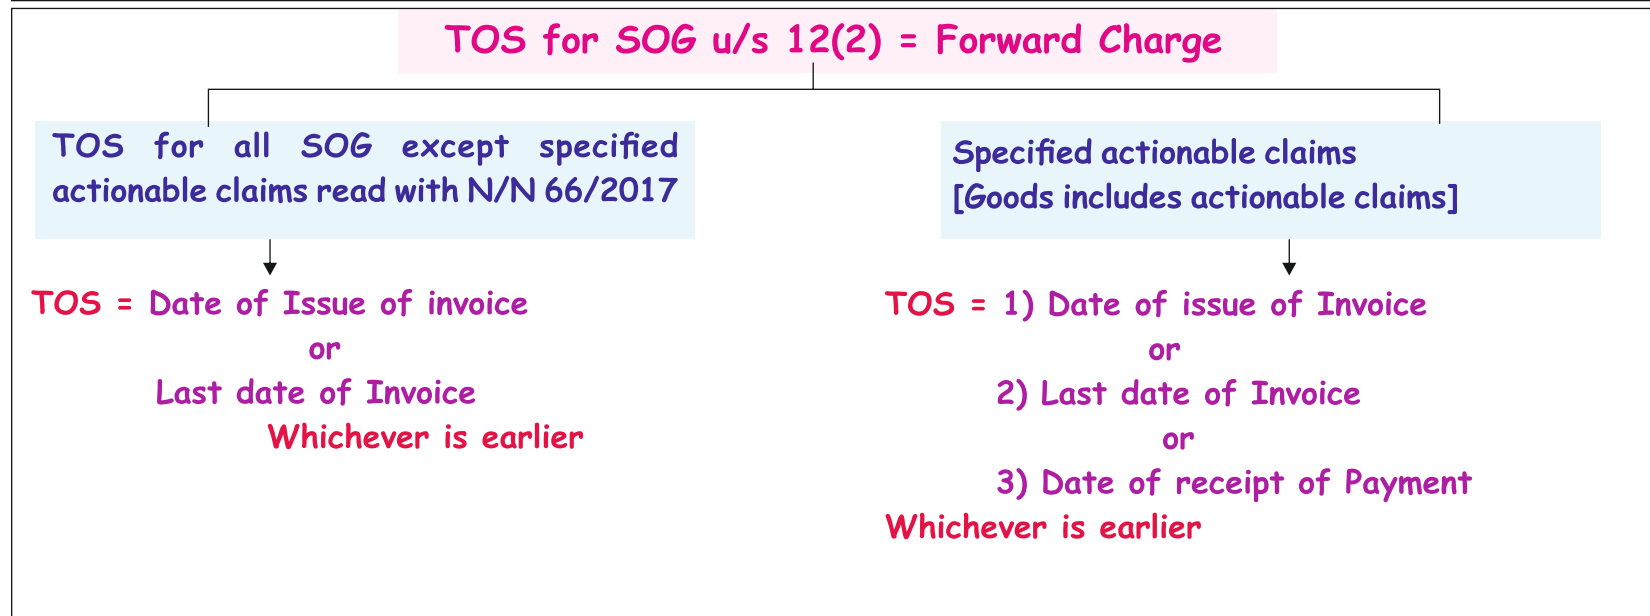 TOS for SOG u/s 12(2) = Forward Charge
TOS for all SOG except specified
actionable claims read with N/N 66/2017
TOS = Date of Issue of invoice
or
Last date of Invoice
Whichever is earlier
Specified actionable claims
[Goods includes actionable claims]
TOS = 1) Date of issue of Invoice
or
2) Last date of Invoice
or
3) Date of receipt of Payment
Whichever is earlier